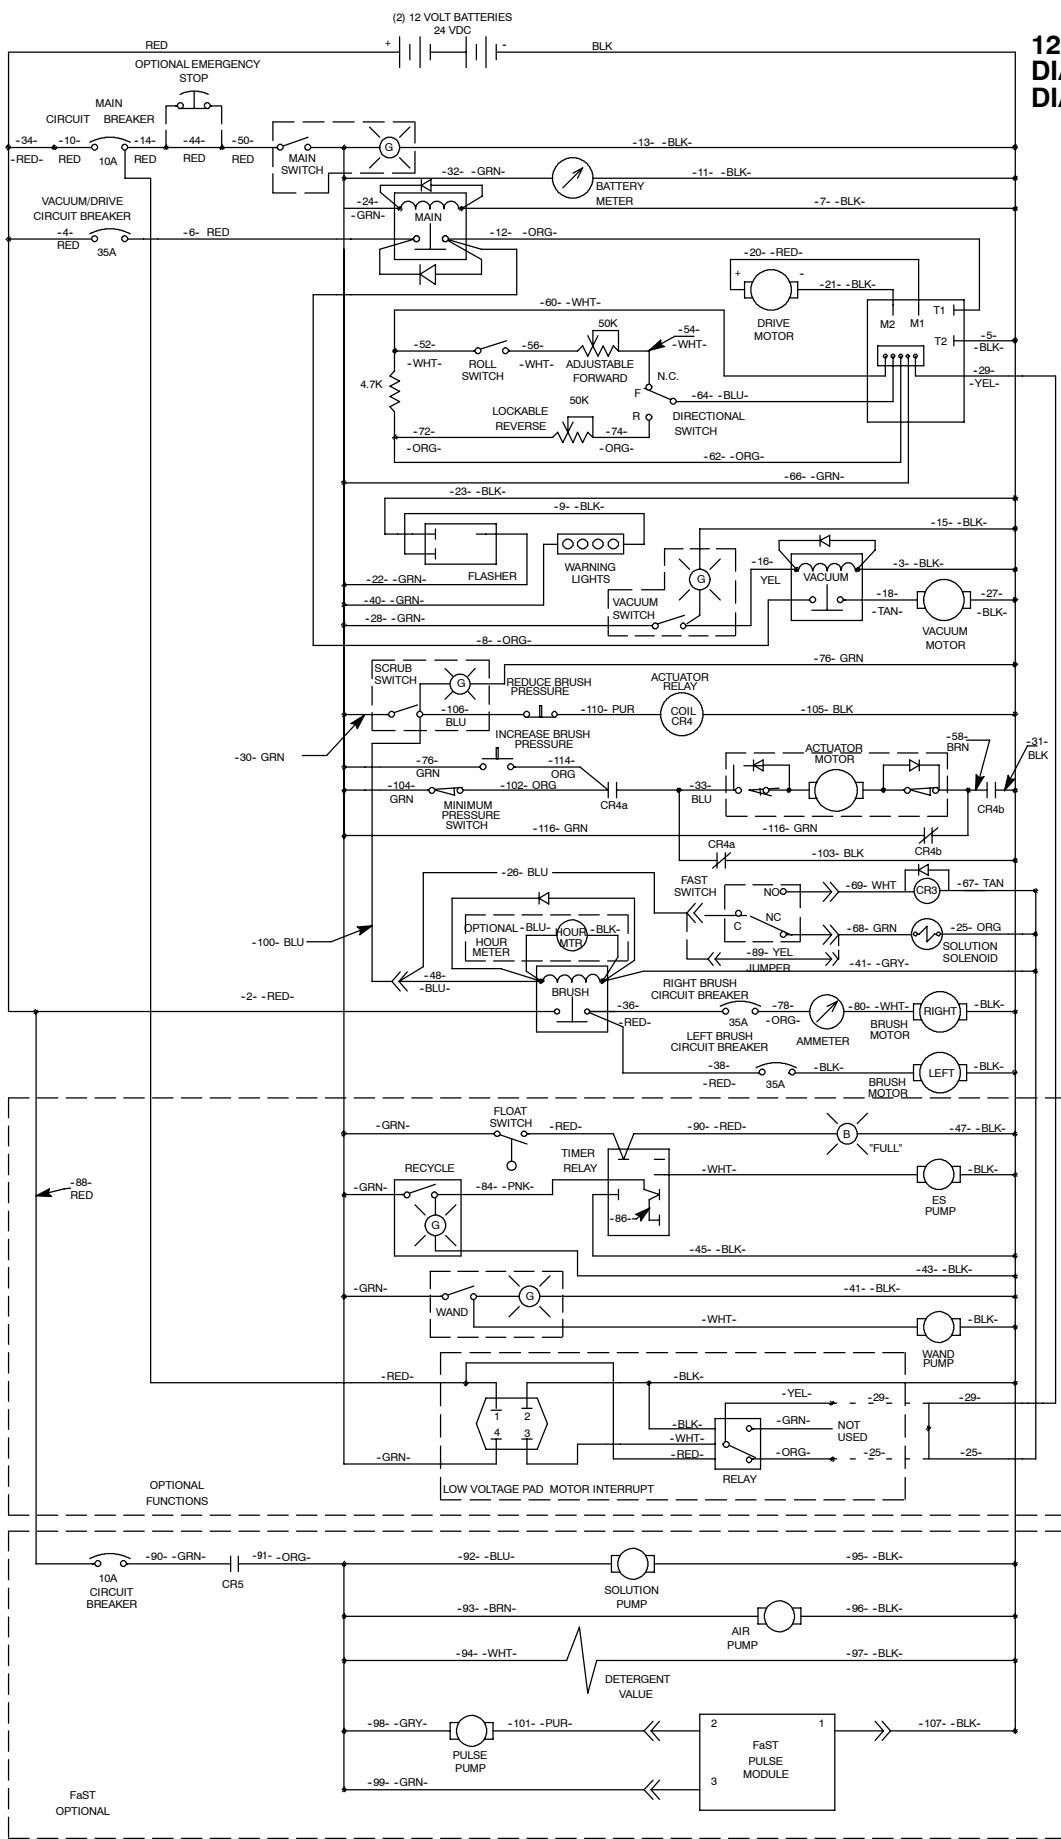 (2) 12 VOLT BATTERIES
24 VDC
RED
+
-
BLK
12
DIA
DIA
OPTIONAL EMERGENCY
STOP
MAIN
CIRCUIT BREAKER
-34-
-10-
-14-
-44-
-50-
-RED-
RED
10A
RED
RED
RED
MAIN
SWITCH
G
-13- -BLK-
-32- -GRN-
BATTERY
METER
-11- -BLK-
VACUUM/DRIVE
CIRCUIT BREAKER
-24-
-GRN-
MAIN
-7- -BLK-
-4-
RED
35A
-6- RED
-12- -ORG-
-20- -RED-
+
-
-21- -BLK-
DRIVE
MOTOR
-60- -WHT-
M2
M1
T1
T2
-5-
-BLK-
-29-
-YEL-
50K
-54-
-WHT-
-52-
-WHT-
ROLL
SWITCH
-56-
-WHT-
ADJUSTABLE
FORWARD
4.7K
N.C.
F
-64- -BLU-
50K
LOCKABLE
REVERSE
R
DIRECTIONAL
SWITCH
-72-
-ORG-
-74-
-ORG-
-62- -ORG-
-66- -GRN-
-23- -BLK-
-9- -BLK-
-15- -BLK-
FLASHER
WARNING
LIGHTS
-16-
YEL
VACUUM
-3- -BLK-
-22- -GRN-
G
-40- -GRN-
VACUUM
SWITCH
-18-
-TAN-
-27-
-BLK-
-28- -GRN-
VACUUM
MOTOR
-8- -ORG-
-76- GRN
SCRUB
SWITCH
G
REDUCE BRUSH
PRESSURE
ACTUATOR
RELAY
-106-
BLU
-110- PUR
COIL
CR4
-105- BLK
-30- GRN
INCREASE BRUSH
PRESSURE
-58-
BRN
-31-
BLK
-76-
GRN
-114-
ORG
ACTUATOR
MOTOR
-104-
GRN
-102- ORG
MINIMUM
PRESSURE
SWITCH
CR4a
-33-
BLU
CR4b
-116- GRN
-116- GRN
CR4b
CR4a
-103- BLK
-26- BLU
FAST
SWITCH
NO
-69- WHT
CR3
-67- TAN
C
NC
OPTIONAL
HOUR
METER
-BLU-
HOUR
MTR
-BLK-
-68- GRN
-25- ORG
SOLUTION
SOLENOID
-100- BLU
-89- YEL
JUMPER
-41- -GRY-
-48-
-BLU-
BRUSH
RIGHT BRUSH
CIRCUIT BREAKER
-2- -RED-
-36-
-RED-
35A
-78-
-ORG-
AMMETER
-80- -WHT-
RIGHT
-BLK-
BRUSH
MOTOR
LEFT BRUSH
CIRCUIT BREAKER
-38-
-RED-
35A
-BLK-
LEFT
-BLK-
BRUSH
MOTOR
FLOAT
SWITCH
-GRN-
-RED-
-90- -RED-
B
"FULL"
-47- -BLK-
TIMER
RELAY
-WHT-
-BLK-
ES
PUMP
-88-
RED
RECYCLE
-GRN-
-84- -PNK-
G
-86-
-45- -BLK-
-43- -BLK-
-GRN-
WAND
G
-41- -BLK-
-WHT-
-BLK-
WAND
PUMP
-RED-
-BLK-
1
2
4
3
-YEL-
-29-
-29-
-BLK-
-GRN-
NOT
USED
-WHT-
-RED-
-ORG-
-25-
-25-
RELAY
-GRN-
LOW VOLTAGE PAD MOTOR INTERRUPT
OPTIONAL
FUNCTIONS
10A
CIRCUIT
BREAKER
-90- -GRN-
CR5
-91- -ORG-
-92- -BLU-
SOLUTION
PUMP
-95- -BLK-
-93- -BRN-
AIR
PUMP
-96- -BLK-
-94- -WHT-
DETERGENT
VALUE
-97- -BLK-
-98- -GRY-
PULSE
PUMP
-101- -PUR-
2
1
FaST
PULSE
MODULE
-107- -BLK-
-99- -GRN-
3
FaST
OPTIONAL